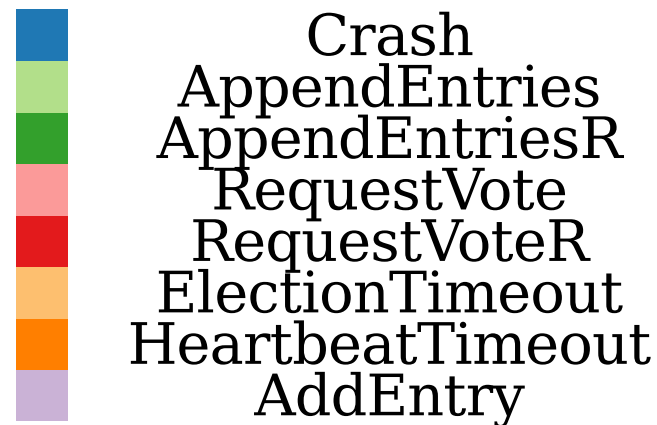 Crash
AppendEntries
AppendEntriesR
RequestVote
RequestVoteR
ElectionTimeout
HeartbeatTimeout
AddEntry